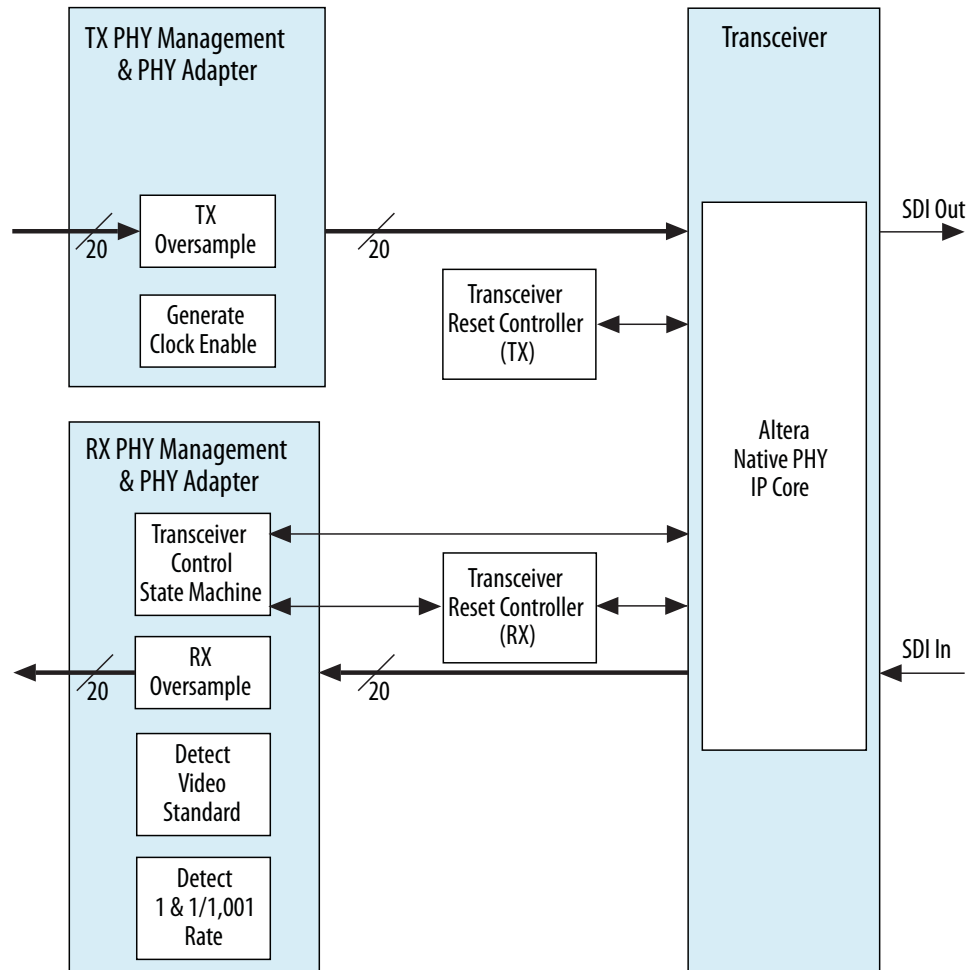 TX PHY Management
& PHY Adapter
TX
Oversample
20
Generate
Clock Enable
20
Transceiver
Reset Controller
(TX)
Transceiver
Altera
Native PHY
IP Core
SDI Out
SDI In
RX PHY Management
& PHY Adapter
Transceiver
Control
State Machine
Transceiver
Reset Controller
(RX)
RX
Oversample
20
20
Detect
Video
Standard
Detect
1 & 1/1,001
Rate